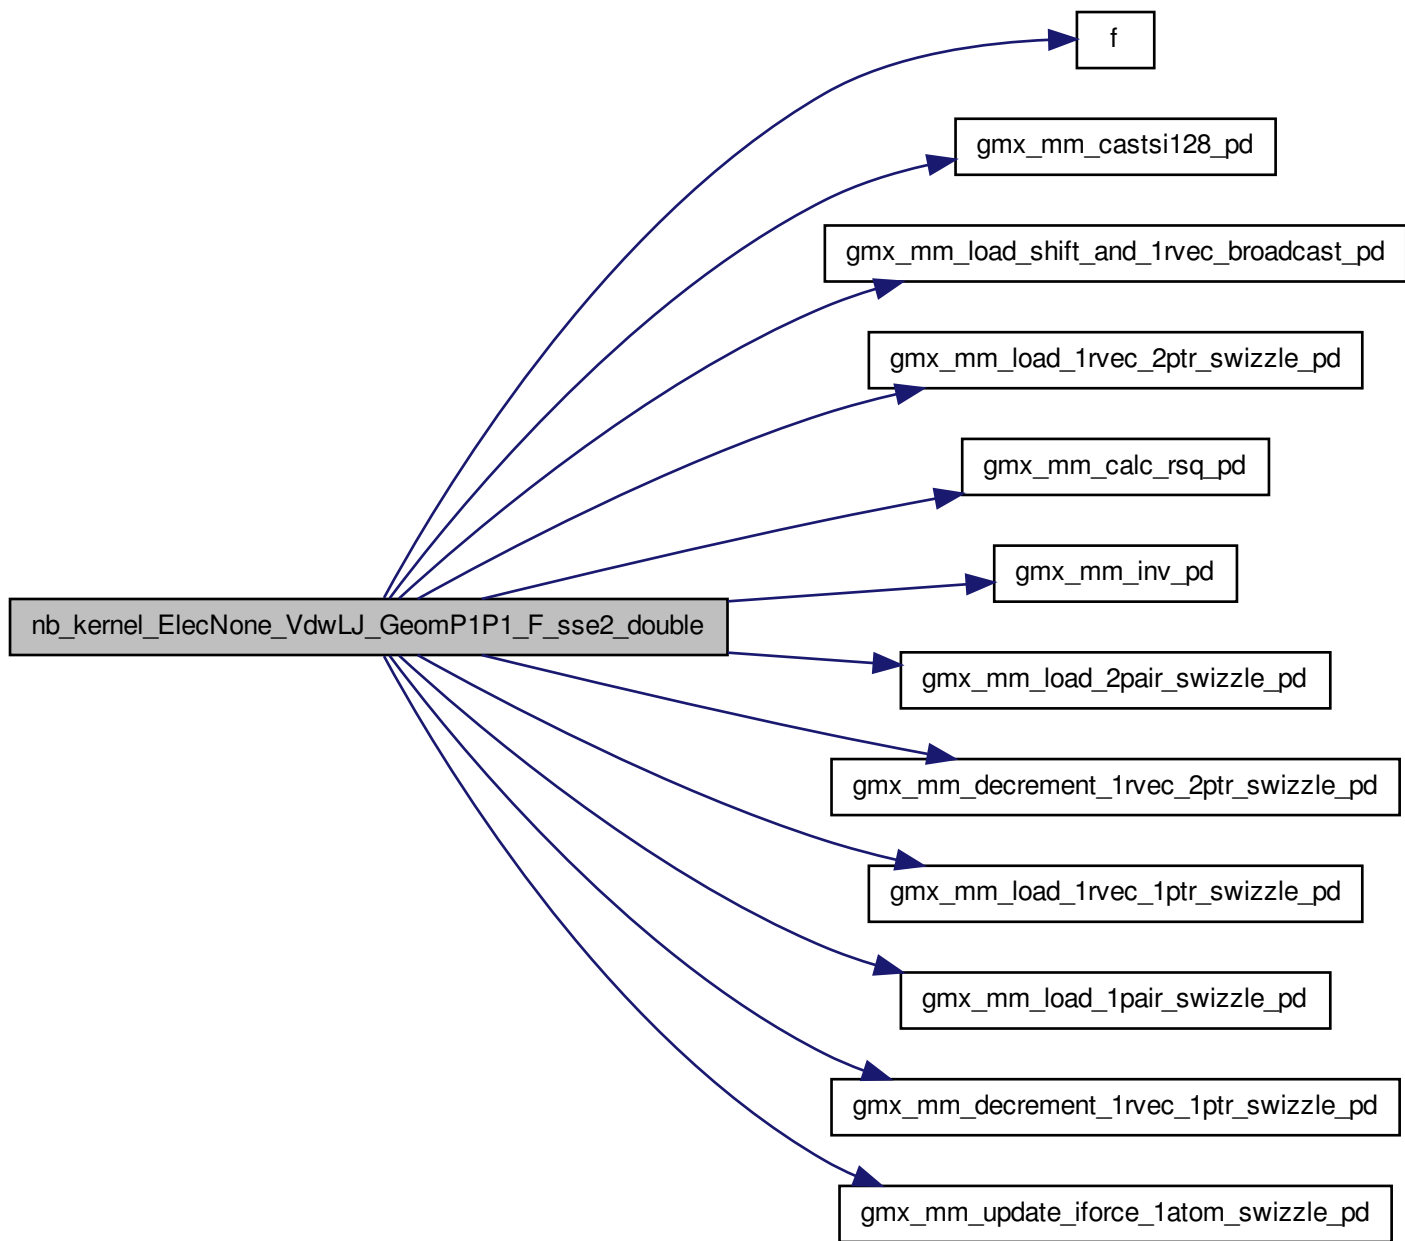 f
gmx_mm_castsi128_pd
gmx_mm_load_shift_and_1rvec_broadcast_pd
gmx_mm_load_1rvec_2ptr_swizzle_pd
gmx_mm_calc_rsq_pd
gmx_mm_inv_pd
nb_kernel_ElecNone_VdwLJ_GeomP1P1_F_sse2_double
gmx_mm_load_2pair_swizzle_pd
gmx_mm_decrement_1rvec_2ptr_swizzle_pd
gmx_mm_load_1rvec_1ptr_swizzle_pd
gmx_mm_load_1pair_swizzle_pd
gmx_mm_decrement_1rvec_1ptr_swizzle_pd
gmx_mm_update_iforce_1atom_swizzle_pd